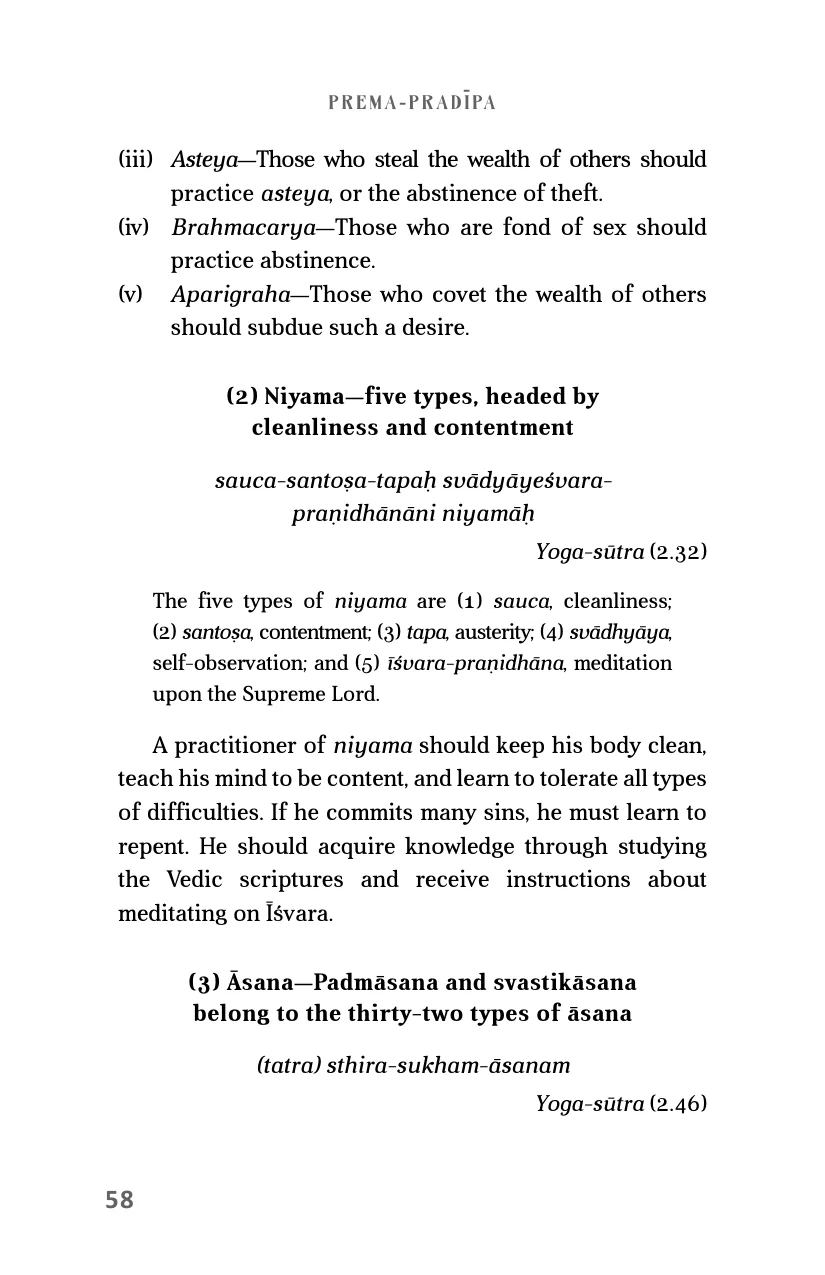 PREMA-PRADĪPA
(iii) Asteya—Those who steal the wealth of others should
practice asteya, or the abstinence of theft.
(iv) Brahmacarya—Those who are fond of sex should
practice abstinence.
(v) Aparigraha—Those who covet the wealth of others
should subdue such a desire.
(2) Niyama—five types, headed by
cleanliness and contentment
sauca-santoṣa-tapaḥ svādyāyeśvara-
praṇidhānāni niyamāḥ
Yoga-sūtra (2.32)
The five types of niyama are (1) sauca, cleanliness;
(2) santoṣa, contentment; (3) tapa, austerity; (4) svādhyāya,
self-observation; and (5) īśvara-praṇidhāna, meditation
upon the Supreme Lord.
A practitioner of niyama should keep his body clean,
teach his mind to be content, and learn to tolerate all types
of difficulties. If he commits many sins, he must learn to
repent. He should acquire knowledge through studying
the Vedic scriptures and receive instructions about
meditating on Īśvara.
(3) Āsana—Padmāsana and svastikāsana
belong to the thirty-two types of āsana
(tatra) sthira-sukham-āsanam
Yoga-sūtra (2.46)
58